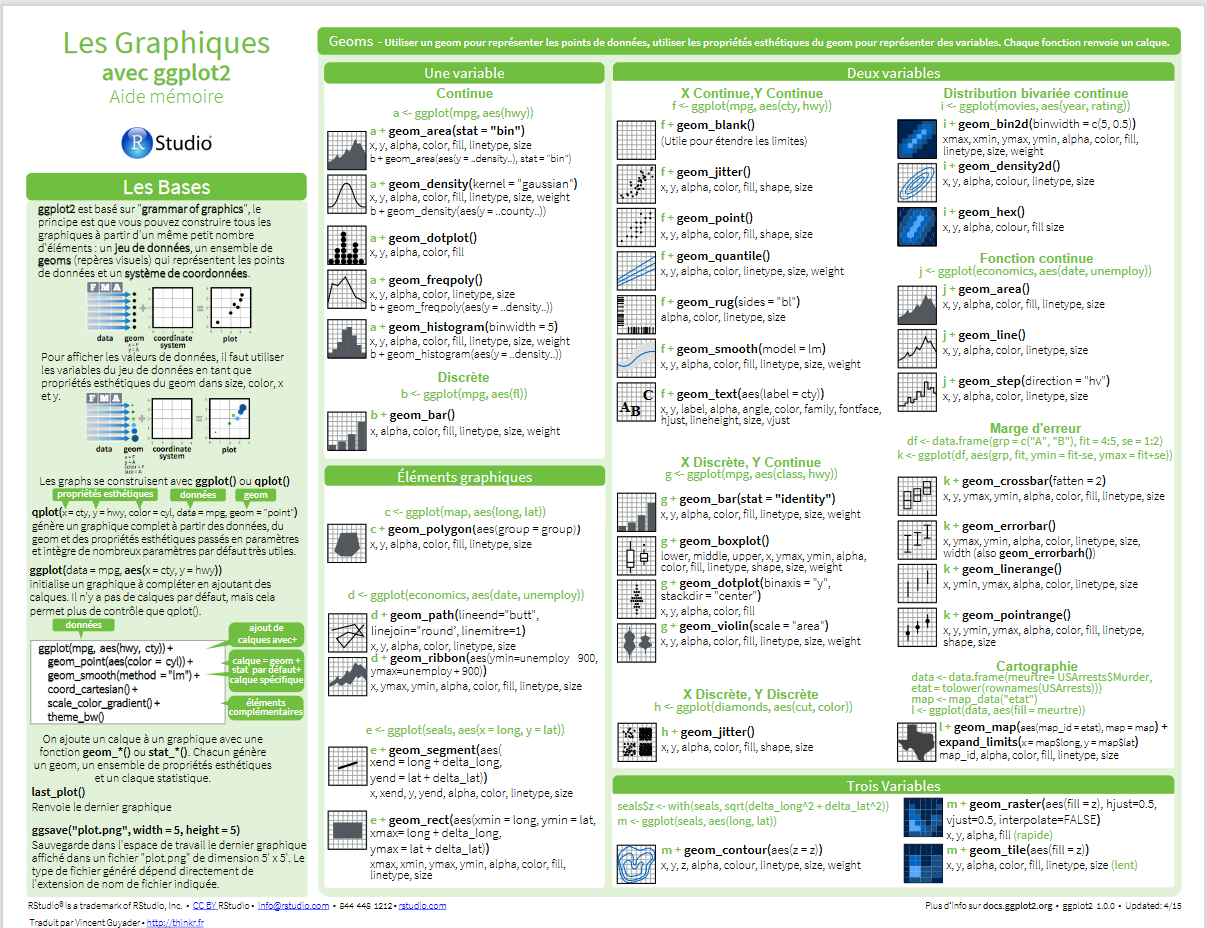 Les Graphiques
avec ggplot2
Aide mémoire
R Studio
Les Bases
ggplot2 est basé sur "grammar of graphics", le
principe est que vous pouvez construire tous les
graphiques à partir d'un même petit nombre
d'éléments : un jeu de données, un ensemble de
geoms (repères visuels) qui représentent les points
de données et un système de coordonnées.
F M A
data geom coordinate system plot
x = F
y = A
Pour afficher les valeurs de données, il faut utiliser
les variables du jeu de données en tant que
propriétés esthétiques du geom dans size, color, x
et y.
F M A
data geom coordinate system plot
x = F
y = A
color = F
size = A
Les graphs se construisent avec ggplot() ou qplot()
propriétés esthétiques données geom
qplot(x = cty, y = hwy, color = cyl, data = mpg, geom = "point")
génère un graphique complet à partir des données, du
geom et des propriétés esthétiques passés en paramètres
et intègre de nombreux paramètres par défaut très utiles.
ggplot(data = mpg, aes(x = cty, y = hwy))
initialise un graphique à compléter en ajoutant des
calques. Il n'y a pas de calques par défaut, mais cela
permet plus de contrôle que qplot().
données
ggplot(mpg, aes(hwy, cty)) +
geom_point(aes(color = cyl)) +
geom_smooth(method = "lm") +
coord_cartesian() +
scale_color_gradient() +
theme_bw()
ajout de
calques avec+
calque = geom +
stat par défaut+
calque spécifique
éléments
complémentaires
On ajoute un calque à un graphique avec une
fonction geom_*() ou stat_*(). Chacun génère
un geom, un ensemble de propriétés esthétiques
et un claque statistique.
last_plot()
Renvoie le dernier graphique
ggsave("plot.png", width = 5, height = 5)
Sauvegarde dans l'espace de travail le dernier graphique
affiché dans un fichier "plot.png" de dimension 5' x 5'. Le
type de fichier généré dépend directement de
l'extension de nom de fichier indiquée.
Geoms - Utiliser un geom pour représenter les points de données, utiliser les propriétés esthétiques du geom pour représenter des variables. Chaque fonction renvoie un calque.
Une variable
Continue
a <- ggplot(mpg, aes(hwy))
a + geom_area(stat = "bin")
x, y, alpha, color, fill, linetype, size
b + geom_area(aes(y = ..density..), stat = "bin")
a + geom_density(kernel = "gaussian")
x, y, alpha, color, fill, linetype, size, weight
b + geom_density(aes(y = ..county..))
a + geom_dotplot()
x, y, alpha, color, fill
a + geom_freqpoly()
x, y, alpha, color, linetype, size
b + geom_freqpoly(aes(y = ..density..))
a + geom_histogram(binwidth = 5)
x, y, alpha, color, fill, linetype, size, weight
b + geom_histogram(aes(y = ..density..))
Discrète
b <- ggplot(mpg, aes(fl))
b + geom_bar()
x, alpha, color, fill, linetype, size, weight
Éléments graphiques
c <- ggplot(map, aes(long, lat))
c + geom_polygon(aes(group = group))
x, y, alpha, color, fill, linetype, size
d <- ggplot(economics, aes(date, unemploy))
d + geom_path(lineend="butt",
linejoin="round', linemitre=1)
x, y, alpha, color, linetype, size
d + geom_ribbon(aes(ymin=unemploy 900,
ymax=unemploy + 900))
x, ymax, ymin, alpha, color, fill, linetype, size
e <- ggplot(seals, aes(x = long, y = lat))
e + geom_segment(aes(
xend = long + delta_long,
yend = lat + delta_lat))
x, xend, y, yend, alpha, color, linetype, size
e + geom_rect(aes(xmin = long, ymin = lat,
xmax= long + delta_long,
ymax = lat + delta_lat))
xmax, xmin, ymax, ymin, alpha, color, fill,
linetype, size
Deux variables
X Continue,Y Continue
f <- ggplot(mpg, aes(cty, hwy))
f + geom_blank()
(Utile pour étendre les limites)
f + geom_jitter()
x, y, alpha, color, fill, shape, size
f + geom_point()
x, y, alpha, color, fill, shape, size
f + geom_quantile()
x, y, alpha, color, linetype, size, weight
f + geom_rug(sides = "bl")
alpha, color, linetype, size
f + geom_smooth(model = lm)
x, y, alpha, color, fill, linetype, size, weight
A B C
f + geom_text(aes(label = cty))
x, y, label, alpha, angle, color, family, fontface,
hjust, lineheight, size, vjust
X Discrète, Y Continue
g <- ggplot(mpg, aes(class, hwy))
g + geom_bar(stat = "identity")
x, y, alpha, color, fill, linetype, size, weight
g + geom_boxplot()
lower, middle, upper, x, ymax, ymin, alpha,
color, fill, linetype, shape, size, weight
g + geom_dotplot(binaxis = "y",
stackdir = "center")
x, y, alpha, color, fill
g + geom_violin(scale = "area")
x, y, alpha, color, fill, linetype, size, weight
X Discrète, Y Discrète
h <- ggplot(diamonds, aes(cut, color))
h + geom_jitter()
x, y, alpha, color, fill, shape, size
Distribution bivariée continue
i <- ggplot(movies, aes(year, rating))
i + geom_bin2d(binwidth = c(5, 0.5))
xmax, xmin, ymax, ymin, alpha, color, fill,
linetype, size, weight
i + geom_density2d()
x, y, alpha, colour, linetype, size
i + geom_hex()
x, y, alpha, colour, fill size
Fonction continue
j <- ggplot(economics, aes(date, unemploy))
j + geom_area()
x, y, alpha, color, fill, linetype, size
j + geom_line()
x, y, alpha, color, linetype, size
j + geom_step(direction = "hv")
x, y, alpha, color, linetype, size
Marge d'erreur
df <- data.frame(grp = c("A", "B"), fit = 4:5, se = 1:2)
k <- ggplot(df, aes(grp, fit, ymin = fit-se, ymax = fit+se))
k + geom_crossbar(fatten = 2)
x, y, ymax, ymin, alpha, color, fill, linetype, size
k + geom_errorbar()
x, ymax, ymin, alpha, color, linetype, size,
width (also geom_errorbarh())
k + geom_linerange()
x, ymin, ymax, alpha, color, linetype, size
k + geom_pointrange()
x, y, ymin, ymax, alpha, color, fill, linetype,
shape, size
Cartographie
data <- data.frame(meurtre= USArrests$Murder,
etat = tolower(rownames(USArrests)))
map <- map_data("etat")
l <- ggplot(data, aes(fill = meurtre))
l + geom_map(aes(map_id = etat), map = map) +
expand_limits(x = map$long, y = map$lat)
map_id, alpha, color, fill, linetype, size
Trois Variables
seals$z <- with(seals, sqrt(delta_long^2 + delta_lat^2))
m <- ggplot(seals, aes(long, lat))
m + geom_contour(aes(z = z))
x, y, z, alpha, colour, linetype, size, weight
m + geom_raster(aes(fill = z), hjust=0.5,
vjust=0.5, interpolate=FALSE)
x, y, alpha, fill (rapide)
m + geom_tile(aes(fill = z))
x, y, alpha, color, fill, linetype, size (lent)
RStudio® is a trademark of RStudio, Inc. • CC BY RStudio • info@rstudio.com • 844-448-1212 • rstudio.com
Traduit par Vincent Guyader • http://thinkr.fr
Plus d'info sur docs.ggplot2.org • ggplot2 1.0.0 • Updated: 4/15